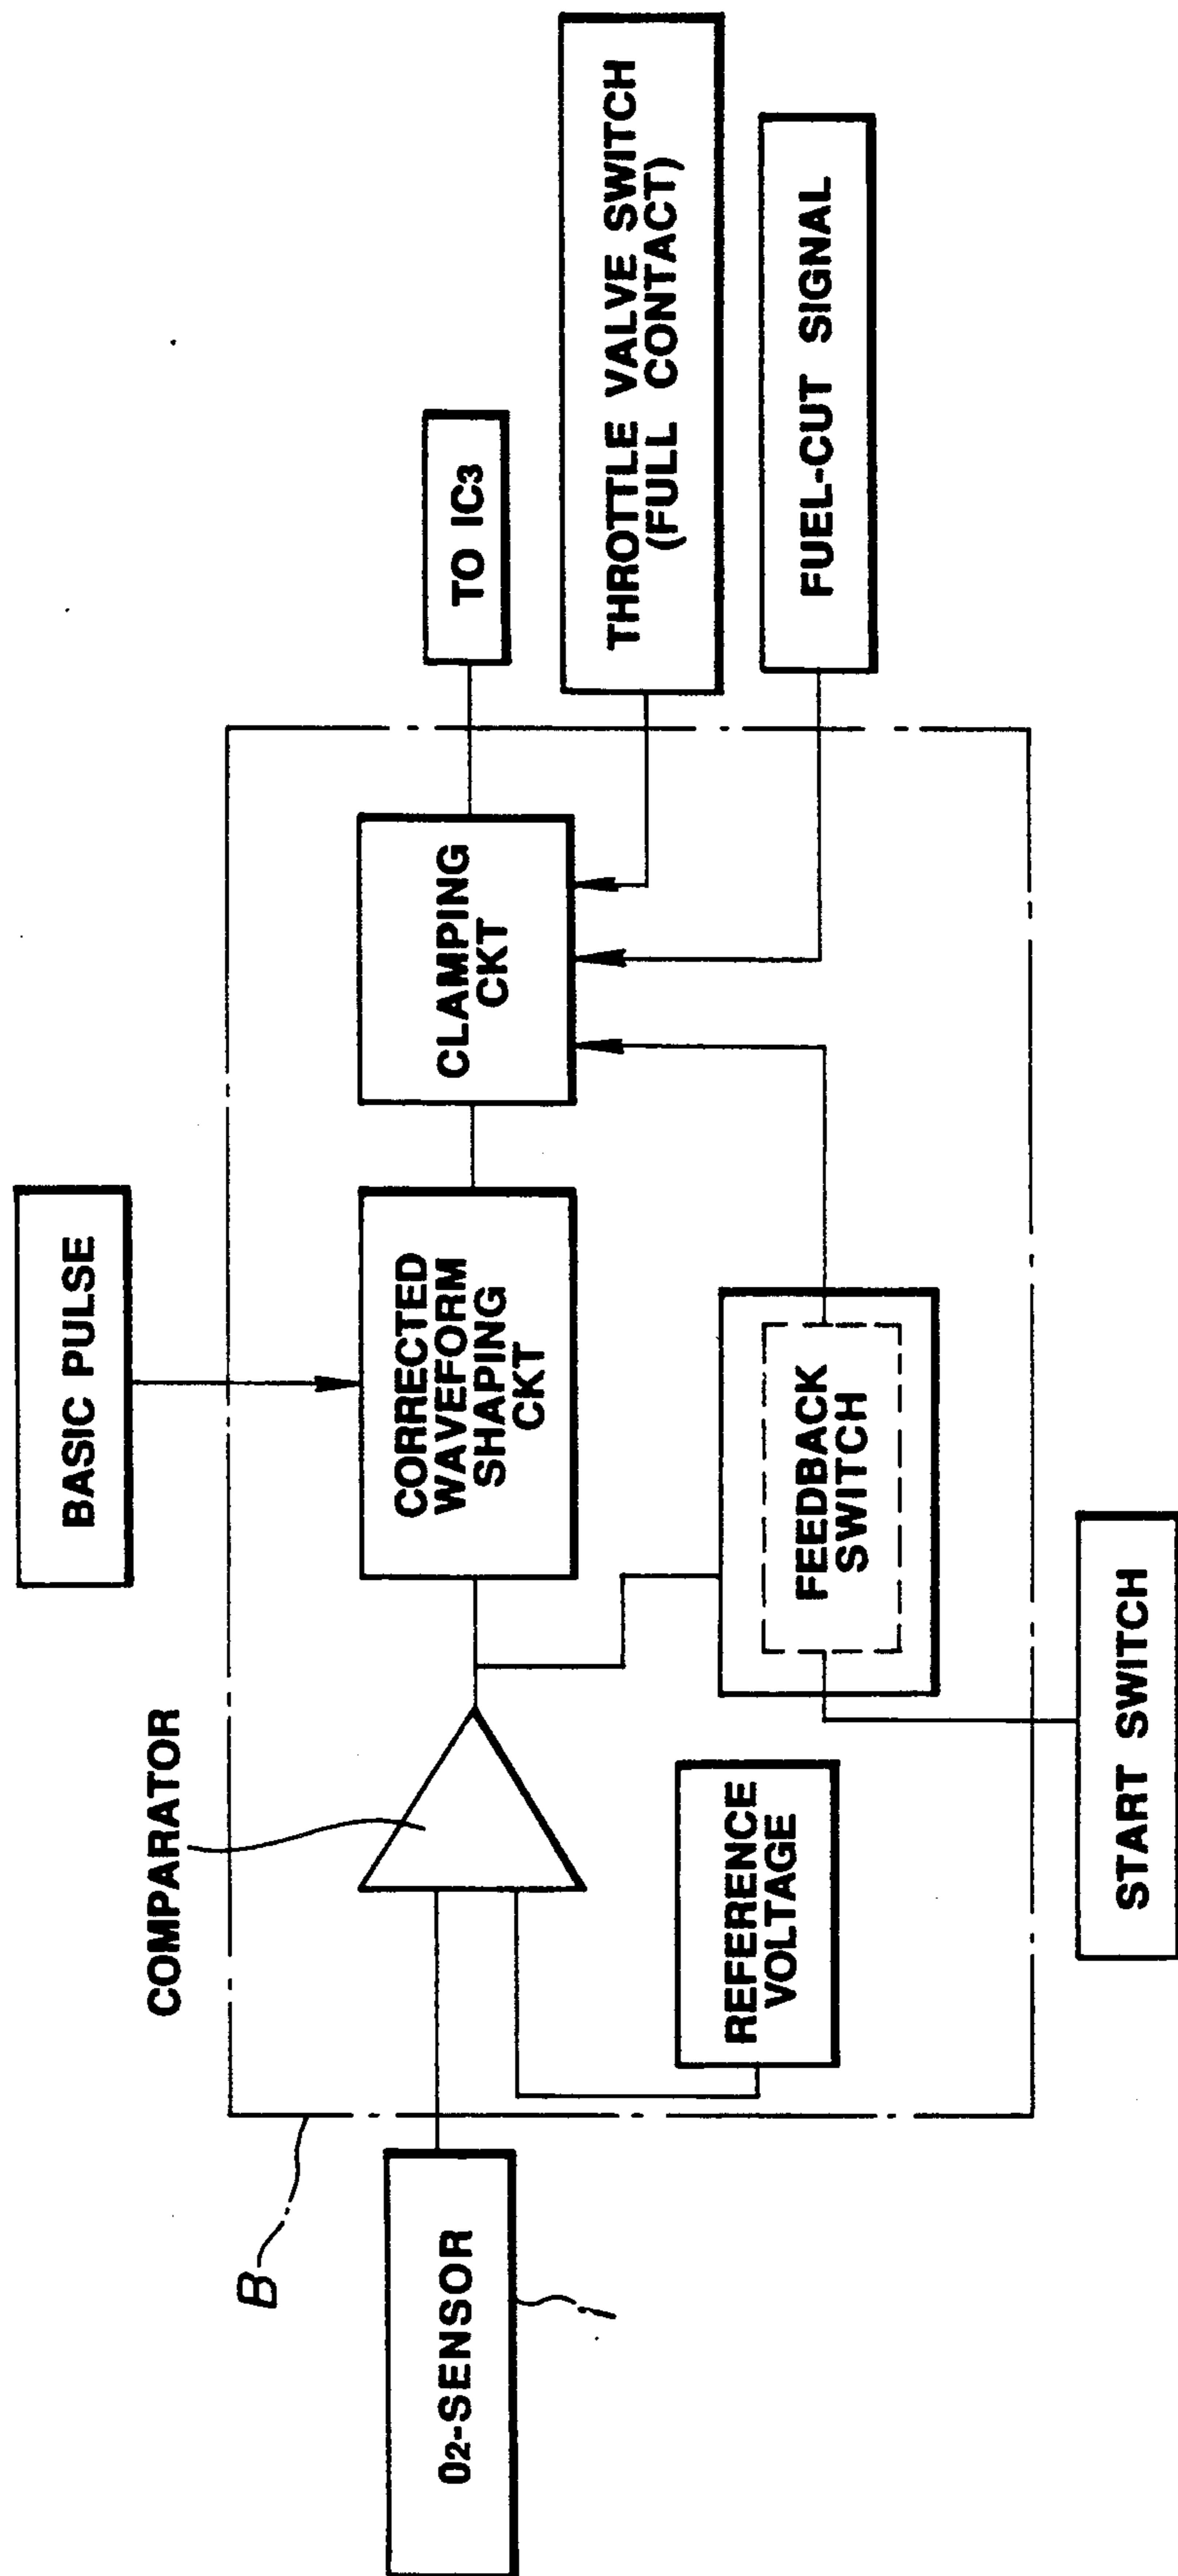 BASIC PULSE
COMPARATOR
B
O2-SENSOR
1
CORRECTED
WAVEFORM
SHAPING
CKT
CLAMPING
CKT
TO IC3
THROTTLE VALVE SWITCH
(FULL CONTACT)
FUEL-CUT SIGNAL
REFERENCE
VOLTAGE
FEEDBACK
SWITCH
START SWITCH